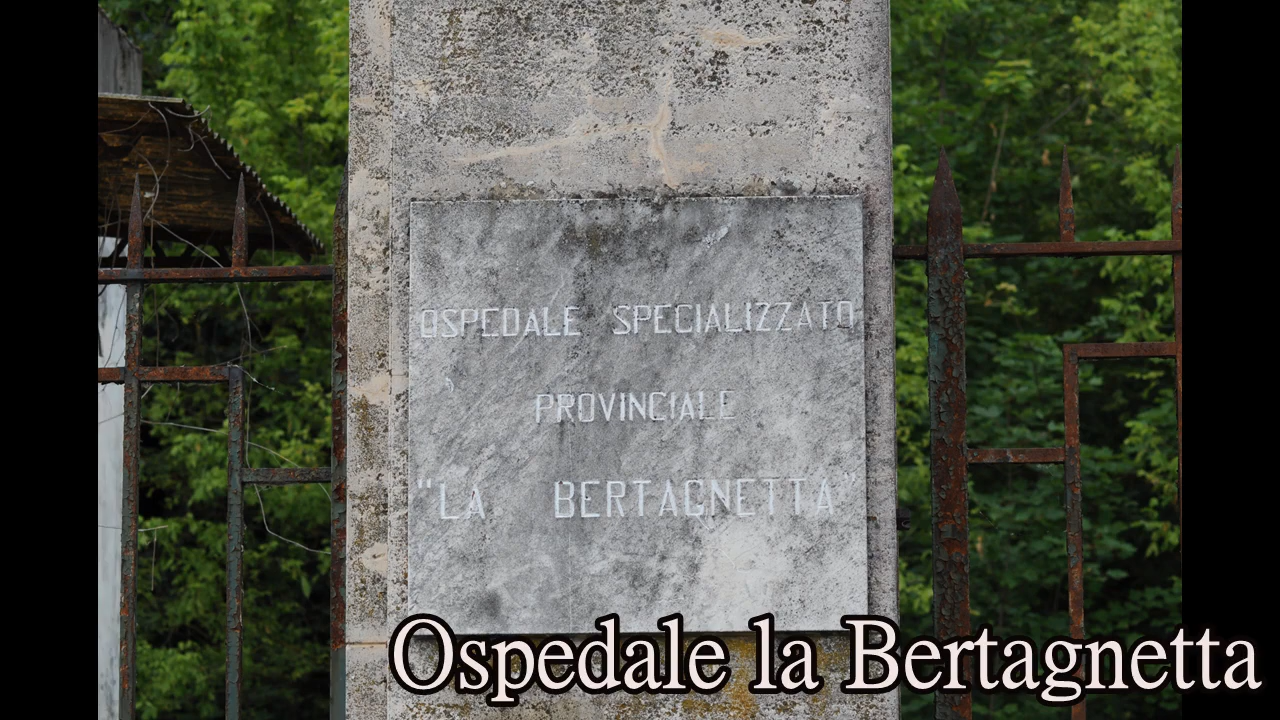 OSPEDALE SPECIALIZZATO
PROVINCIALE
"LA BERTAGNETTA"
Ospedale la Bertagnetta